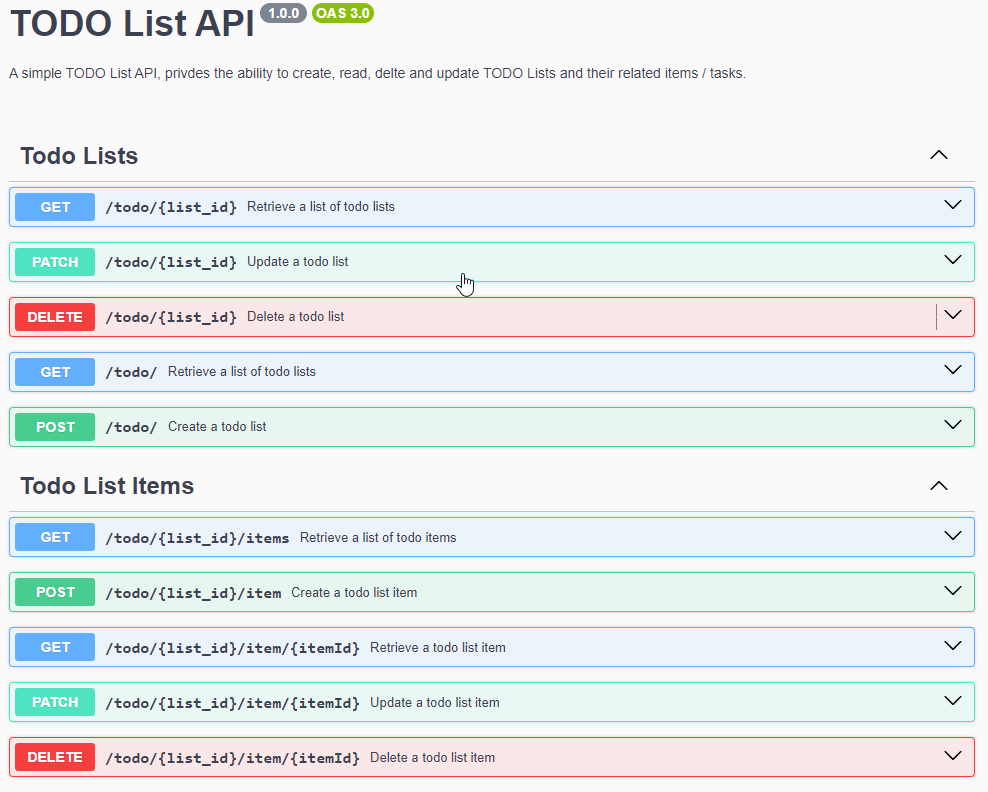 TODO List API 1.0.0 OAS 3.0
A simple TODO List API, privdes the ability to create, read, delte and update TODO Lists and their related items / tasks.
Todo Lists
GET /todo/{list_id} Retrieve a list of todo lists
PATCH /todo/{list_id} Update a todo list
DELETE /todo/{list_id} Delete a todo list
GET /todo/ Retrieve a list of todo lists
POST /todo/ Create a todo list
Todo List Items
GET /todo/{list_id}/items Retrieve a list of todo items
POST /todo/{list_id}/item Create a todo list item
GET /todo/{list_id}/item/{itemId} Retrieve a todo list item
PATCH /todo/{list_id}/item/{itemId} Update a todo list item
DELETE /todo/{list_id}/item/{itemId} Delete a todo list item